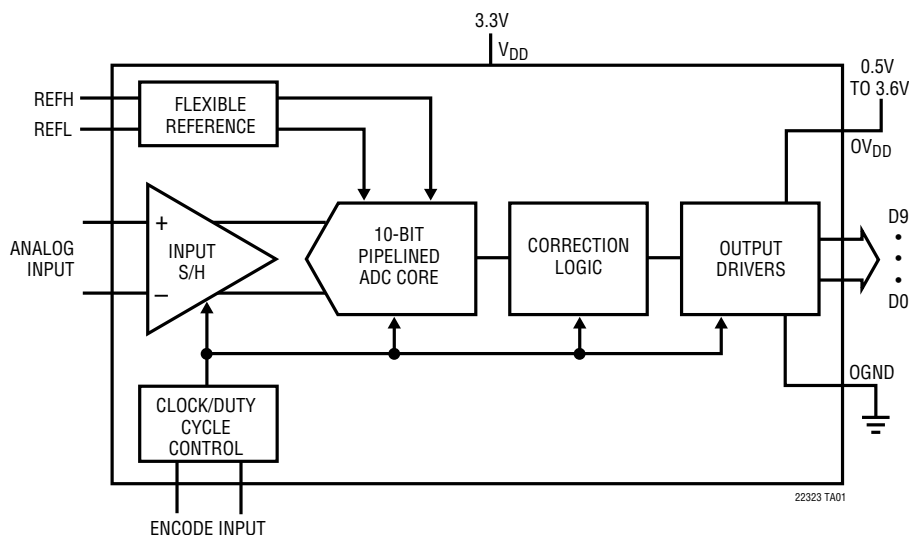 3.3V
V_DD
0.5V
TO 3.6V
REFH
REFL
FLEXIBLE
REFERENCE
OV_DD
ANALOG
INPUT
+
INPUT
S/H
–
10-BIT
PIPELINED
ADC CORE
CORRECTION
LOGIC
OUTPUT
DRIVERS
D9
•
•
•
D0
OGND
CLOCK/DUTY
CYCLE
CONTROL
22323 TA01
ENCODE INPUT